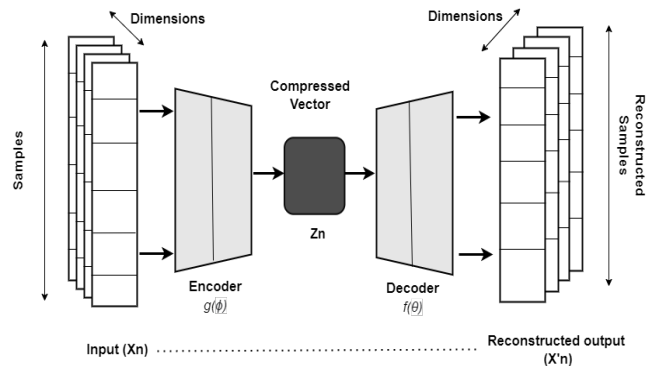 Dimensions
Dimensions
Samples
Compressed
Vector
Reconstructed
Samples
Zn
Encoder
g(ϕ)
Decoder
f(θ)
Input (Xn)
Reconstructed output
(X'n)